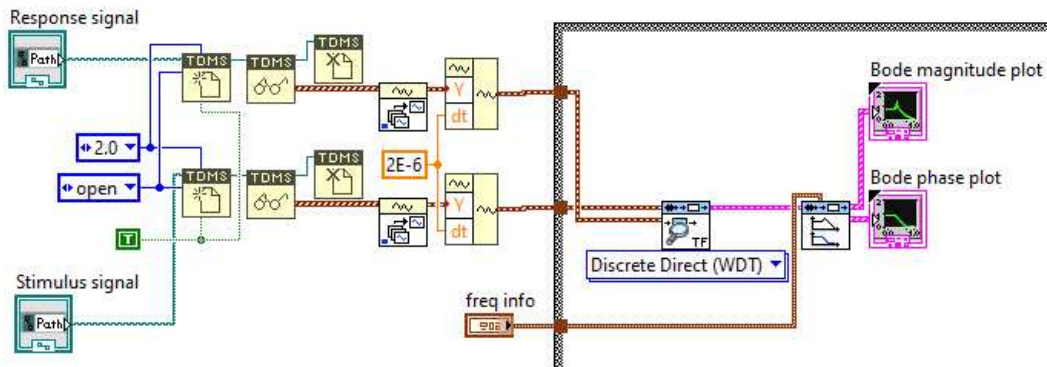 Response signal
Path
TDMS
TDMS
TDMS
Y
dt
2.0
open
2E-6
T
TDMS
TDMS
TDMS
Y
dt
Stimulus signal
Path
TF
Discrete Direct (WDT)
freq info
Bode magnitude plot
Bode phase plot